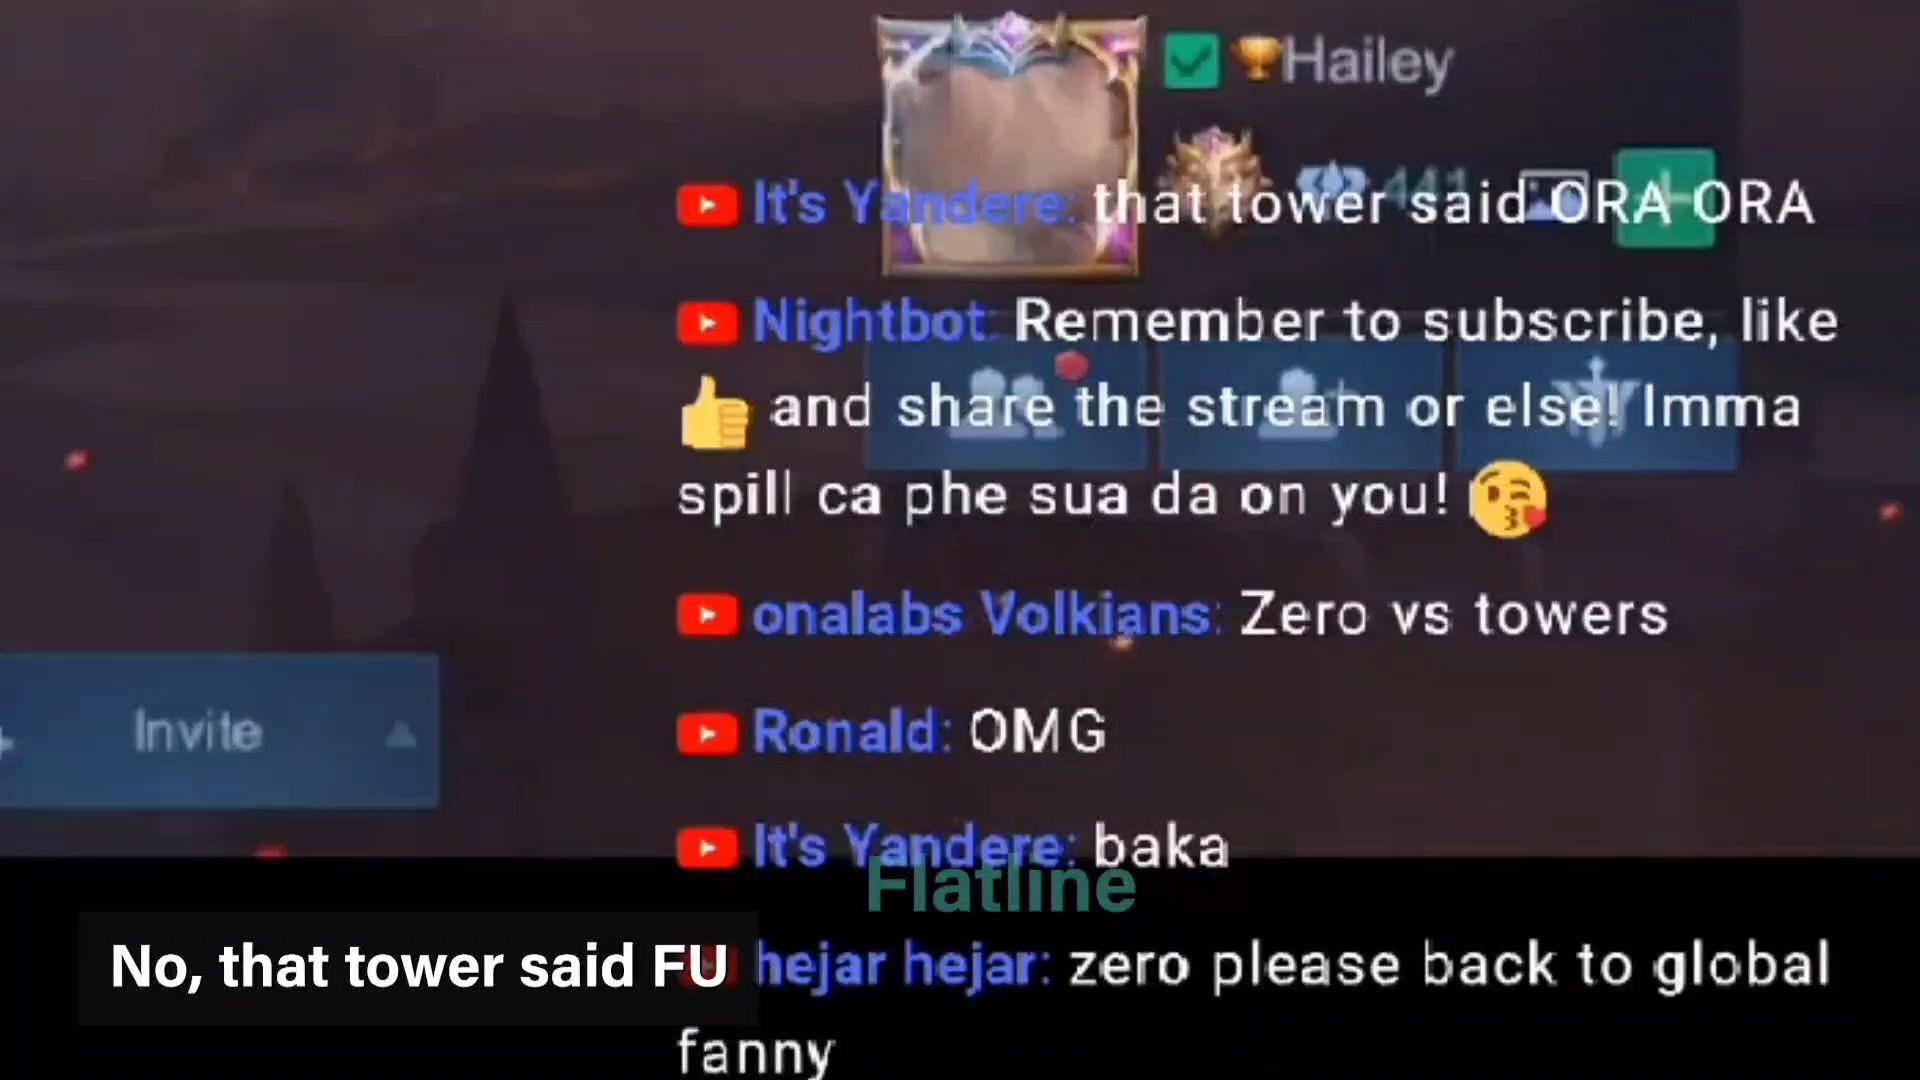 Hailey
441
It's Yandere: that tower said ORA ORA
Nightbot: Remember to subscribe, like
👍 and share the stream or else! Imma
spill ca phe sua da on you! 😘
onalabs Volkians: Zero vs towers
Invite
Ronald: OMG
It's Yandere: baka
Flatline
No, that tower said FU
hejar hejar: zero please back to global
fanny